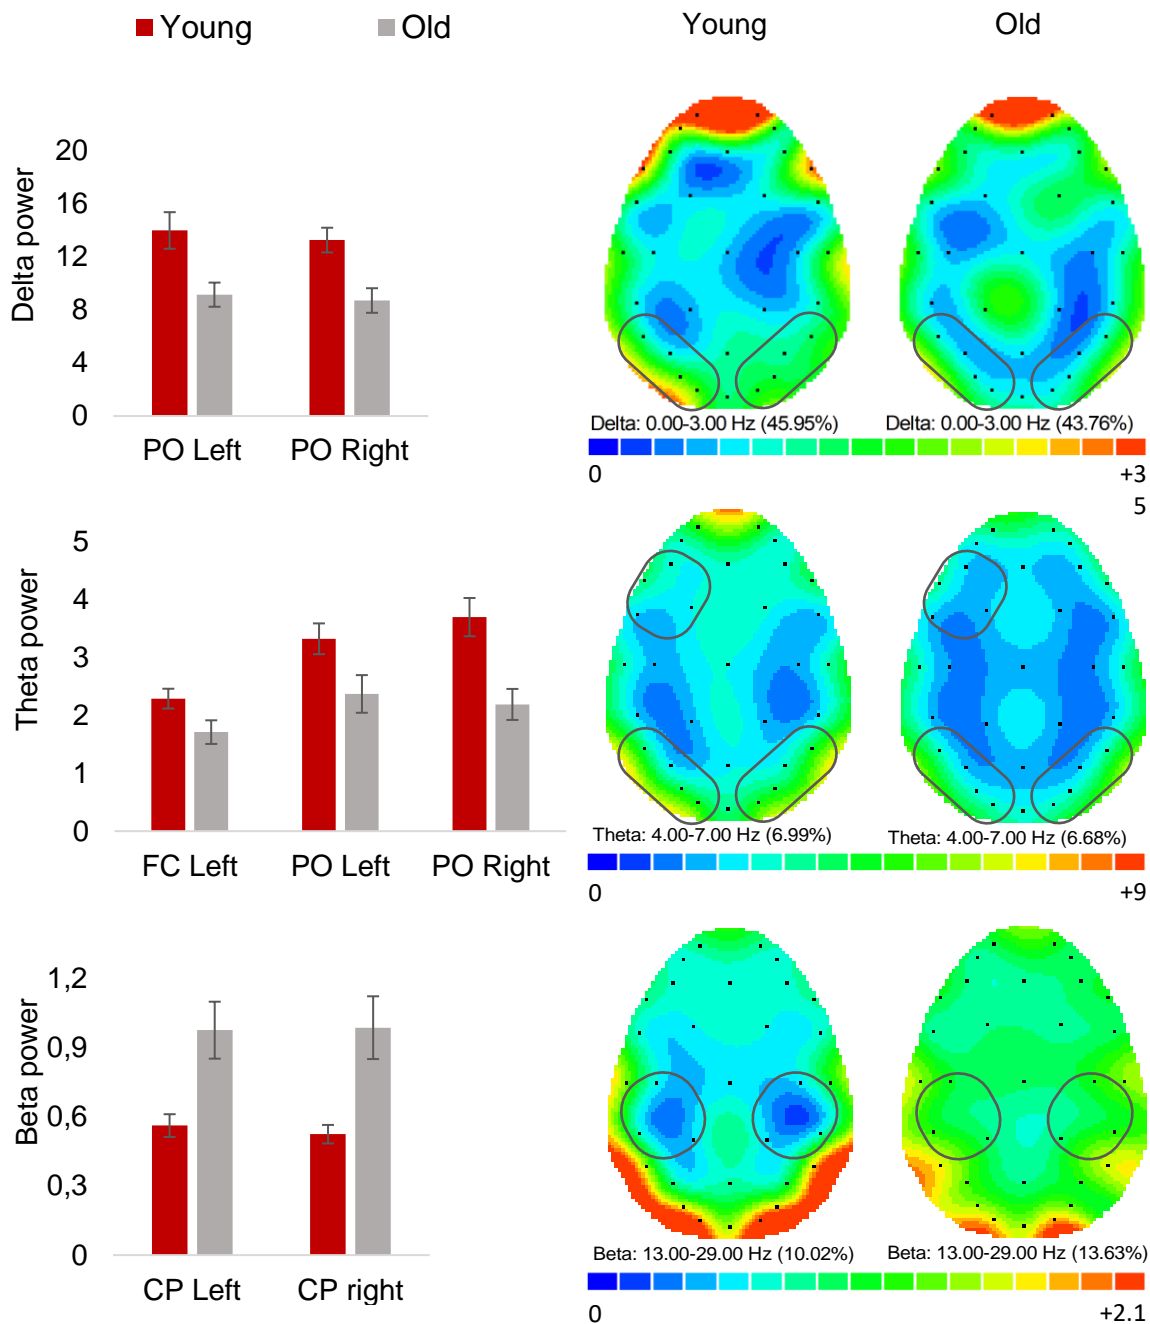 Young Old Young Old
Delta power
20
16
12
8
4
0
PO Left PO Right
Delta: 0.00-3.00 Hz (45.95%) Delta: 0.00-3.00 Hz (43.76%)
0 +3
5
Theta power
5
4
3
2
1
0
FC Left PO Left PO Right
Theta: 4.00-7.00 Hz (6.99%) Theta: 4.00-7.00 Hz (6.68%)
0 +9
Beta power
1,2
0,9
0,6
0,3
0
CP Left CP right
Beta: 13.00-29.00 Hz (10.02%) Beta: 13.00-29.00 Hz (13.63%)
0 +2.1